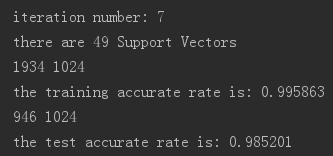 iteration number: 7
there are 49 Support Vectors
1934 1024
the training accurate rate is: 0.995863
946 1024
the test accurate rate is: 0.985201